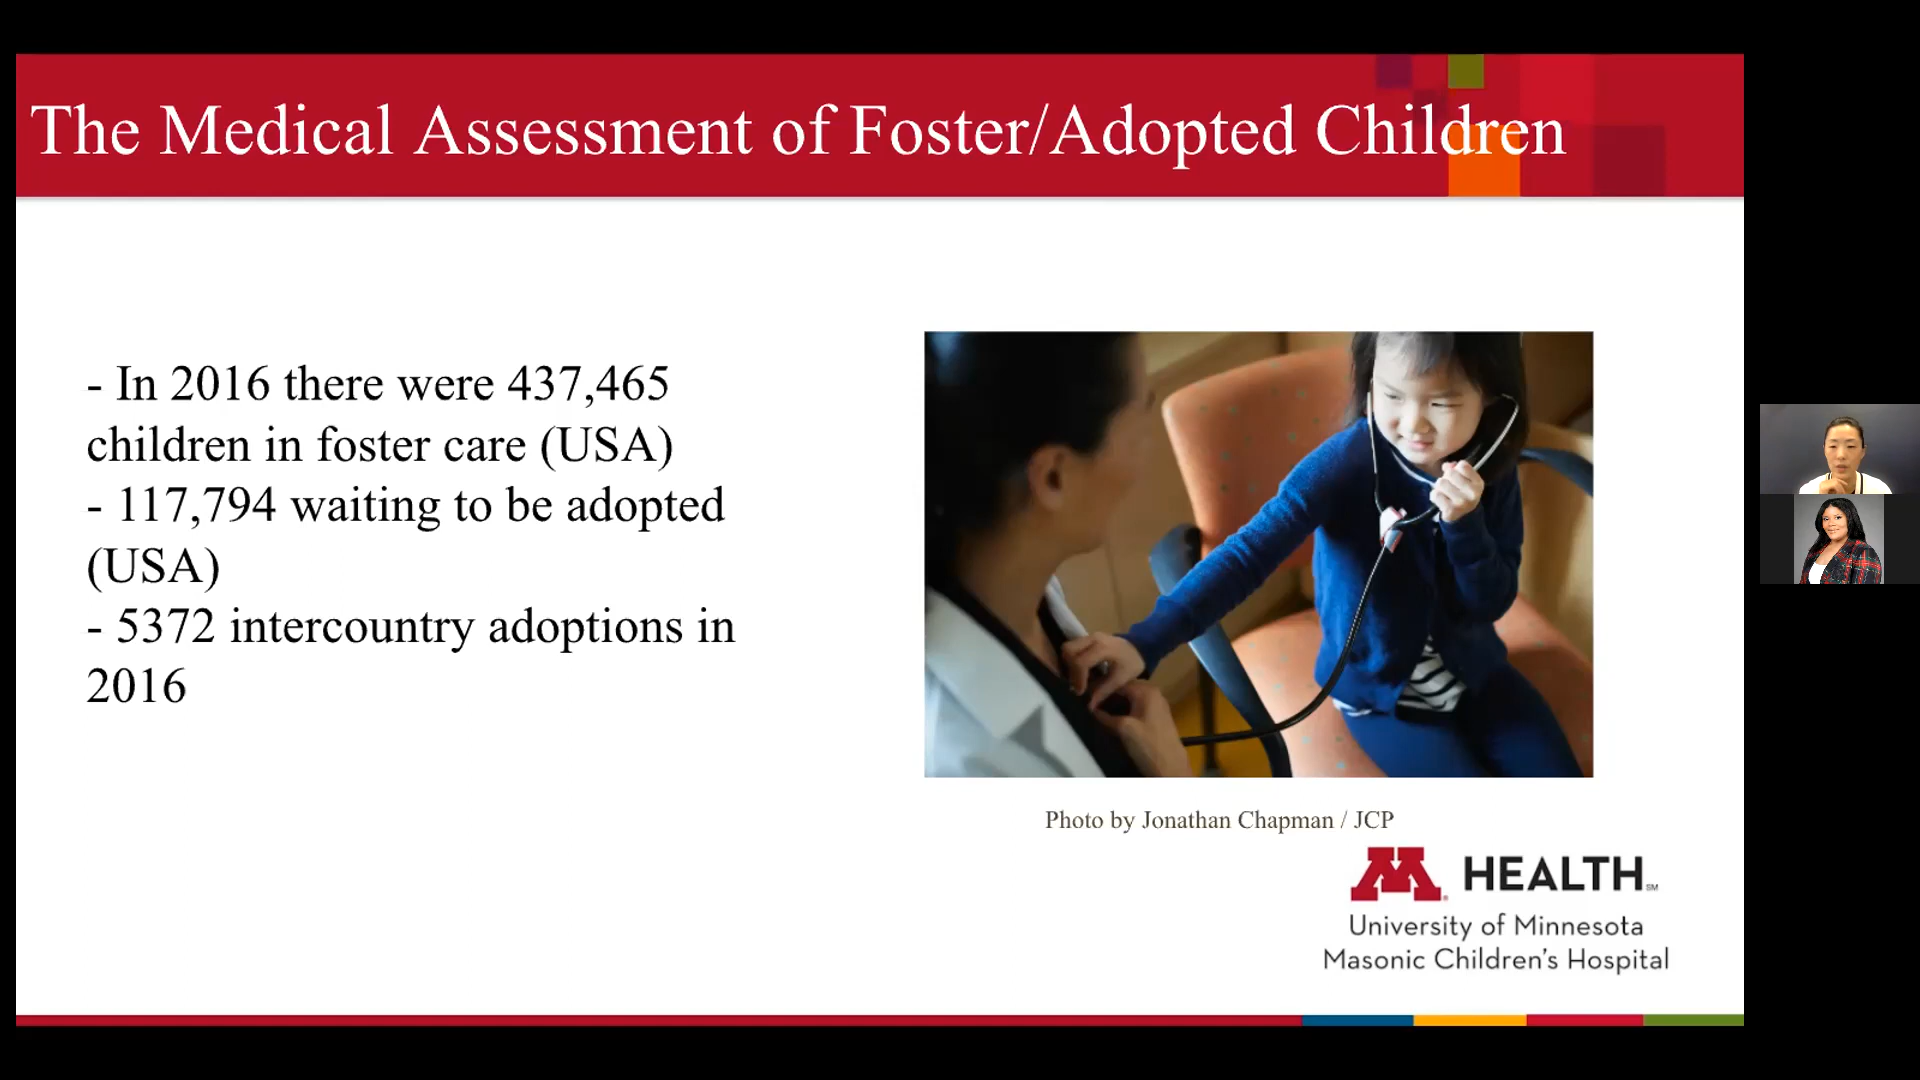 The Medical Assessment of Foster/Adopted Children
- In 2016 there were 437,465
children in foster care (USA)
- 117,794 waiting to be adopted
(USA)
- 5372 intercountry adoptions in
2016
Photo by Jonathan Chapman / JCP
M HEALTH SM
University of Minnesota
Masonic Children's Hospital